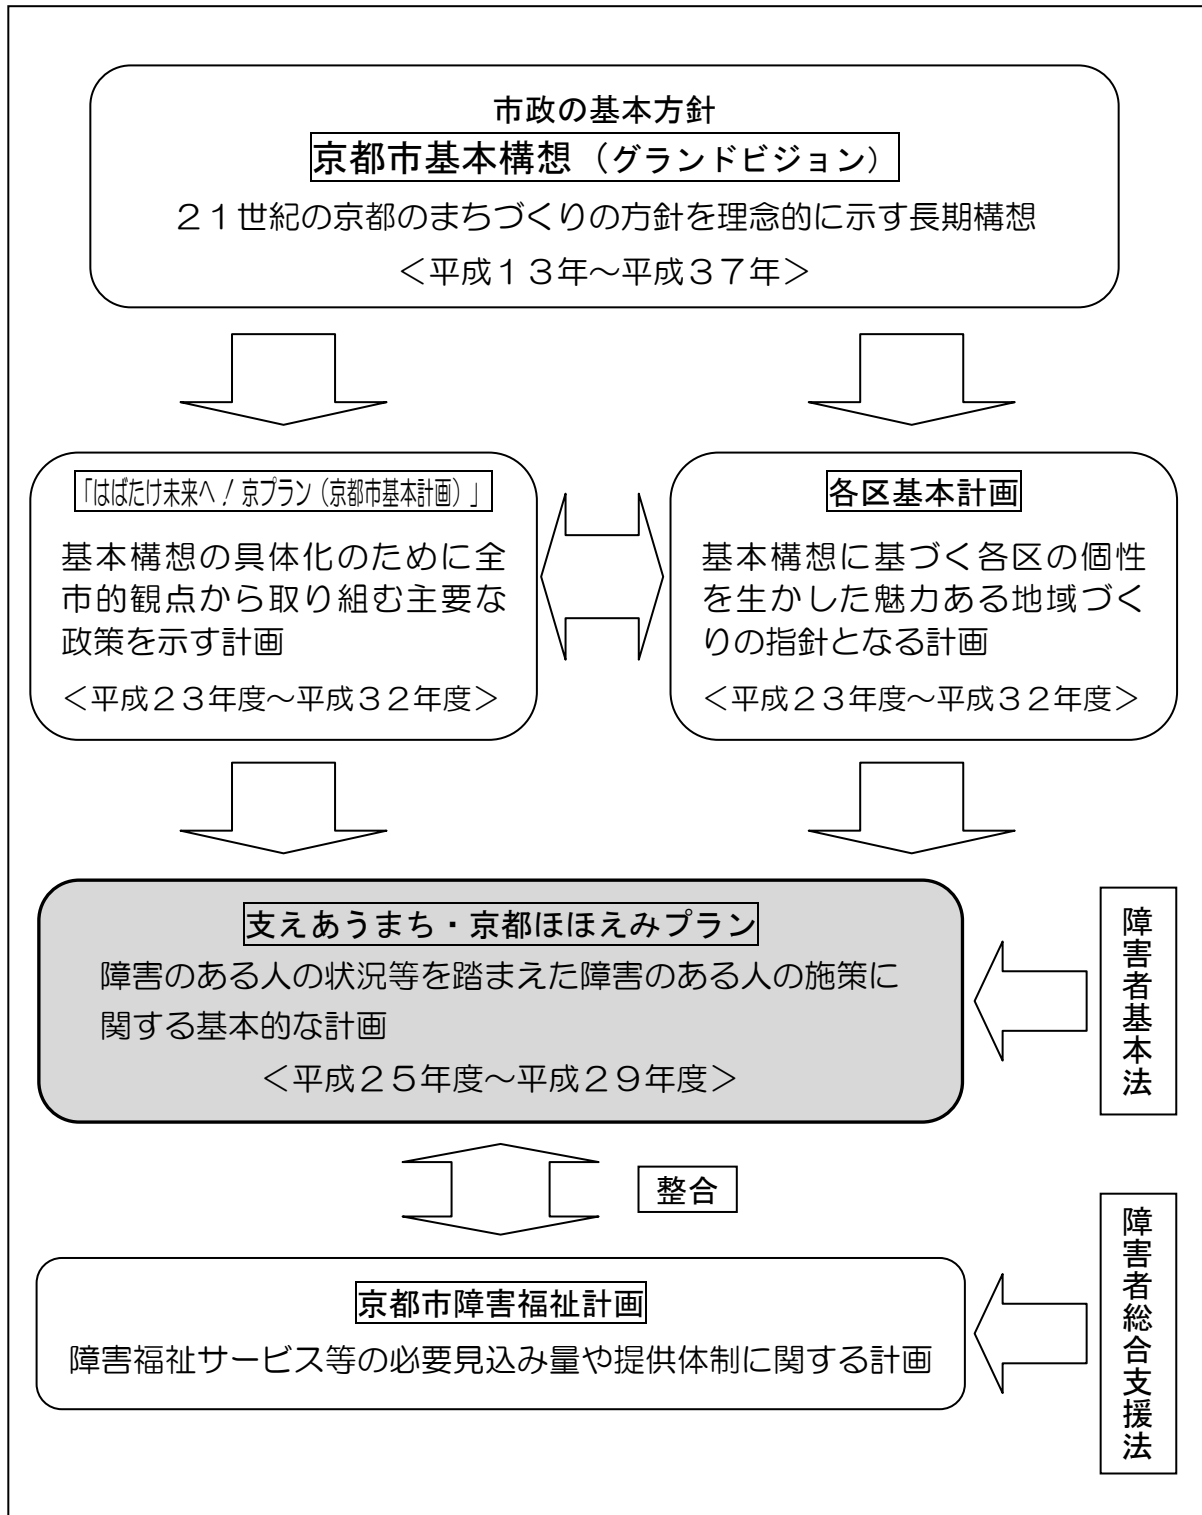 市政の基本方針
京都市基本構想（グランドビジョン）
２１世紀の京都のまちづくりの方針を理念的に示す長期構想
＜平成１３年～平成３７年＞
「はばたけ未来へ！京プラン（京都市基本計画）」
基本構想の具体化のために全
市的観点から取り組む主要な
政策を示す計画
＜平成２３年度～平成３２年度＞
各区基本計画
基本構想に基づく各区の個性
を生かした魅力ある地域づく
りの指針となる計画
＜平成２３年度～平成３２年度＞
支えあうまち・京都ほほえみプラン
障害のある人の状況等を踏まえた障害のある人の施策に
関する基本的な計画
＜平成２５年度～平成２９年度＞
障害者基本法
整合
京都市障害福祉計画
障害福祉サービス等の必要見込み量や提供体制に関する計画
障害者総合支援法